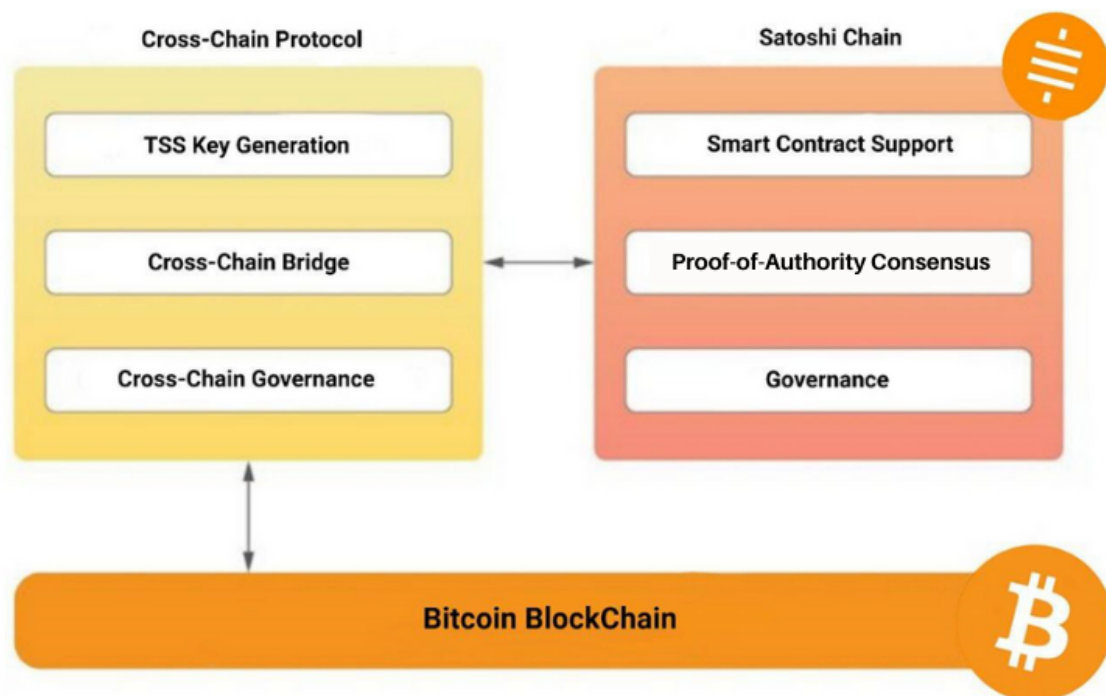 Cross-Chain Protocol
TSS Key Generation
Cross-Chain Bridge
Cross-Chain Governance
Satoshi Chain
Smart Contract Support
Proof-of-Authority Consensus
Governance
Bitcoin BlockChain